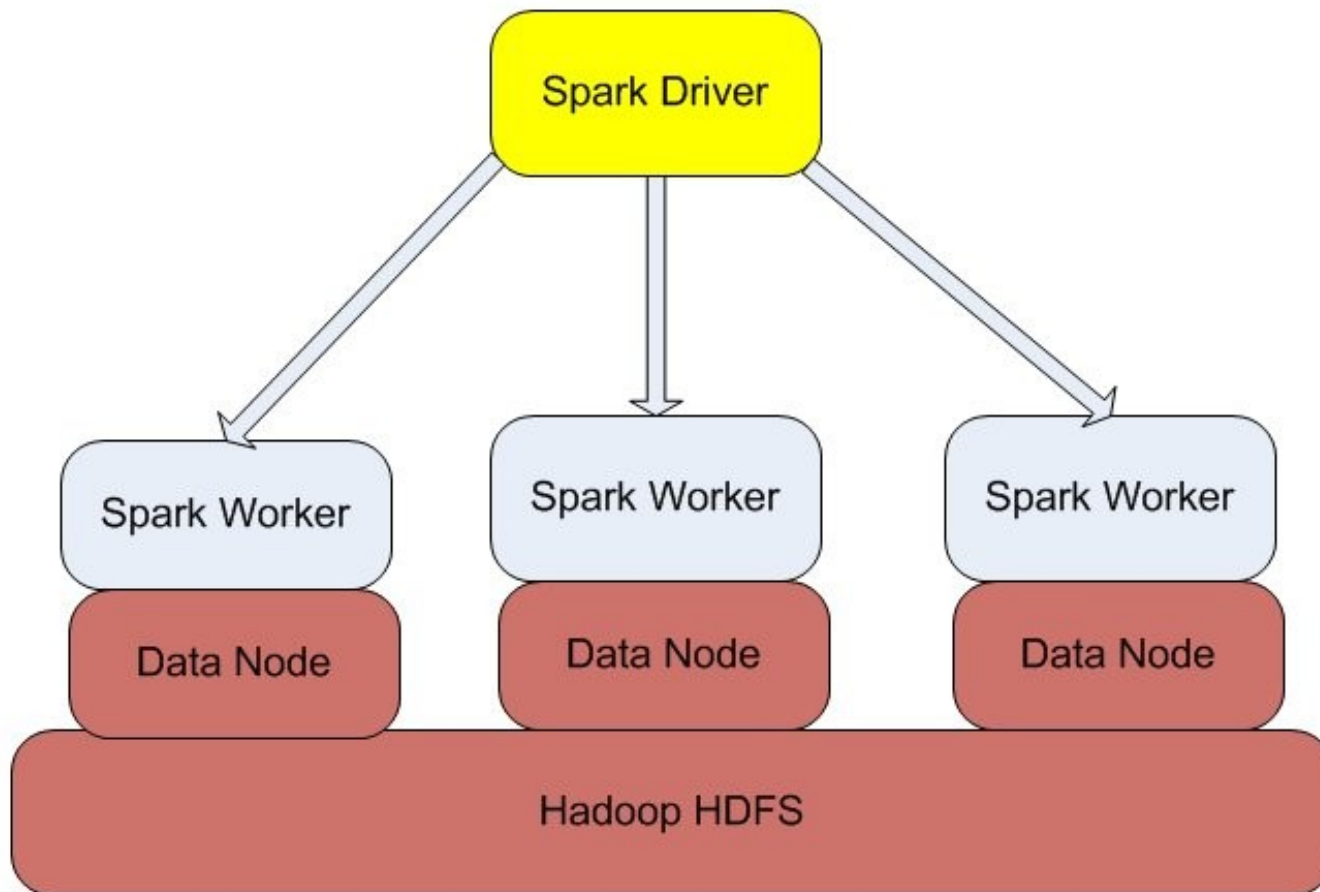 Spark Driver
Spark Worker
Spark Worker
Spark Worker
Data Node
Data Node
Data Node
Hadoop HDFS